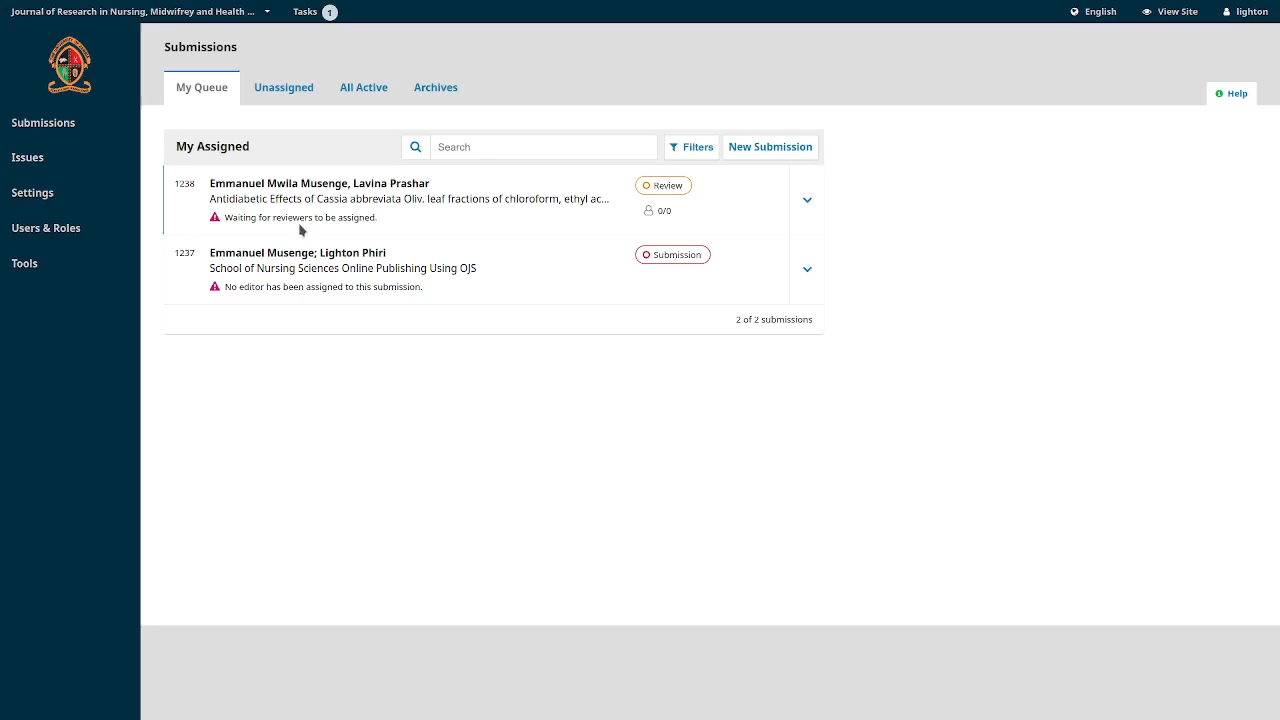 Journal of Research in Nursing, Midwifrey and Health ...
Tasks 1
English
View Site
lighton
Submissions
Issues
Settings
Users & Roles
Tools
Submissions
My Queue
Unassigned
All Active
Archives
Help
My Assigned
Search
Filters
New Submission
1238
Emmanuel Mwila Musenge, Lavina Prashar
Antidiabetic Effects of Cassia abbreviata Oliv. leaf fractions of chloroform, ethyl ac...
Waiting for reviewers to be assigned.
Review
0/0
1237
Emmanuel Musenge; Lighton Phiri
School of Nursing Sciences Online Publishing Using OJS
No editor has been assigned to this submission.
Submission
2 of 2 submissions